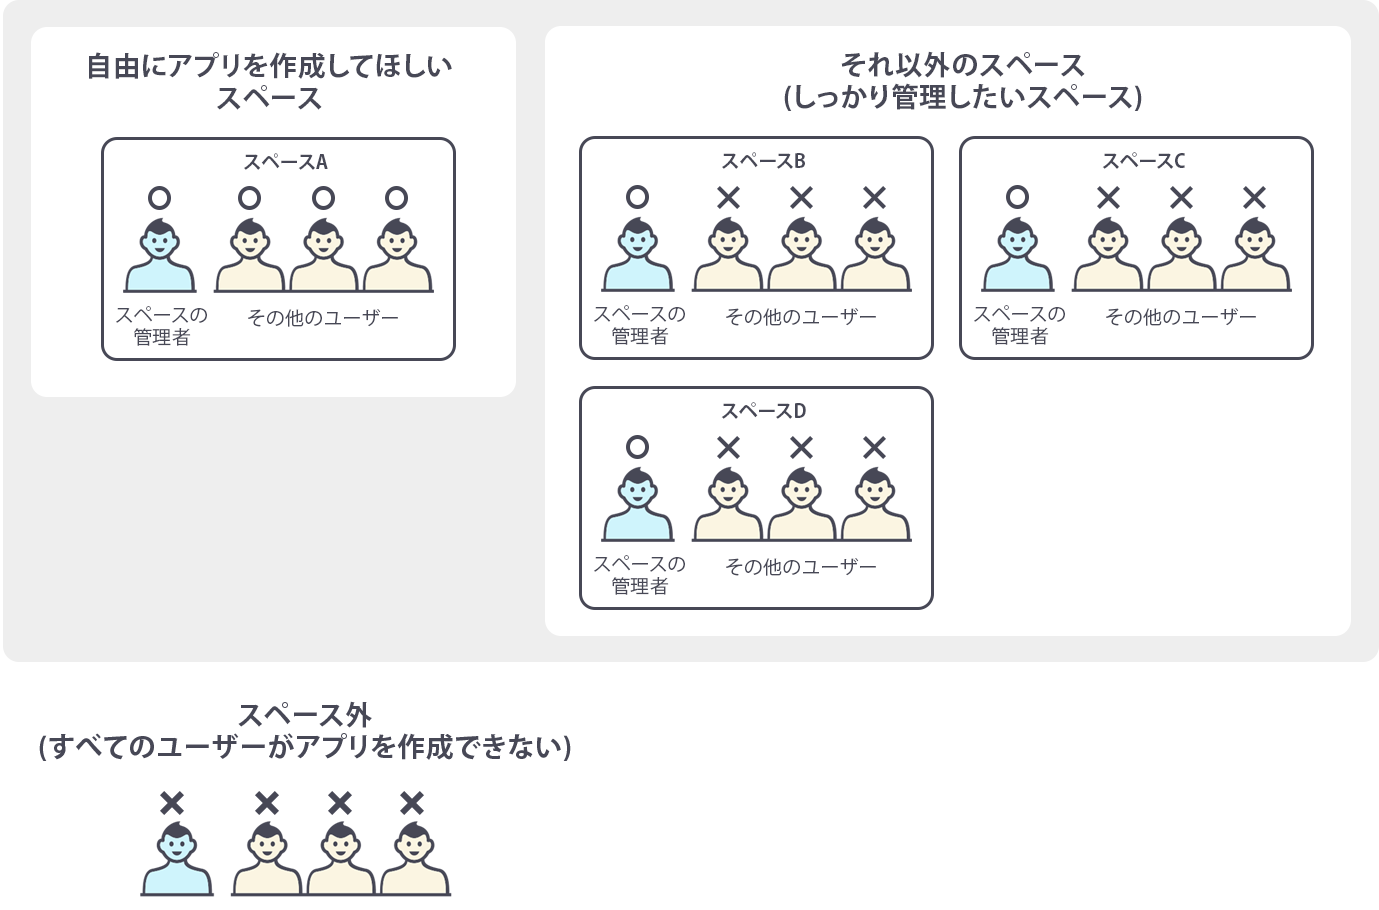 自由にアプリを作成してほしい
スペース
スペースA
スペースの
管理者
その他のユーザー
それ以外のスペース
(しっかり管理したいスペース)
スペースB
スペースの
管理者
その他のユーザー
スペースC
スペースの
管理者
その他のユーザー
スペースD
スペースの
管理者
その他のユーザー
スペース外
(すべてのユーザーがアプリを作成できない)